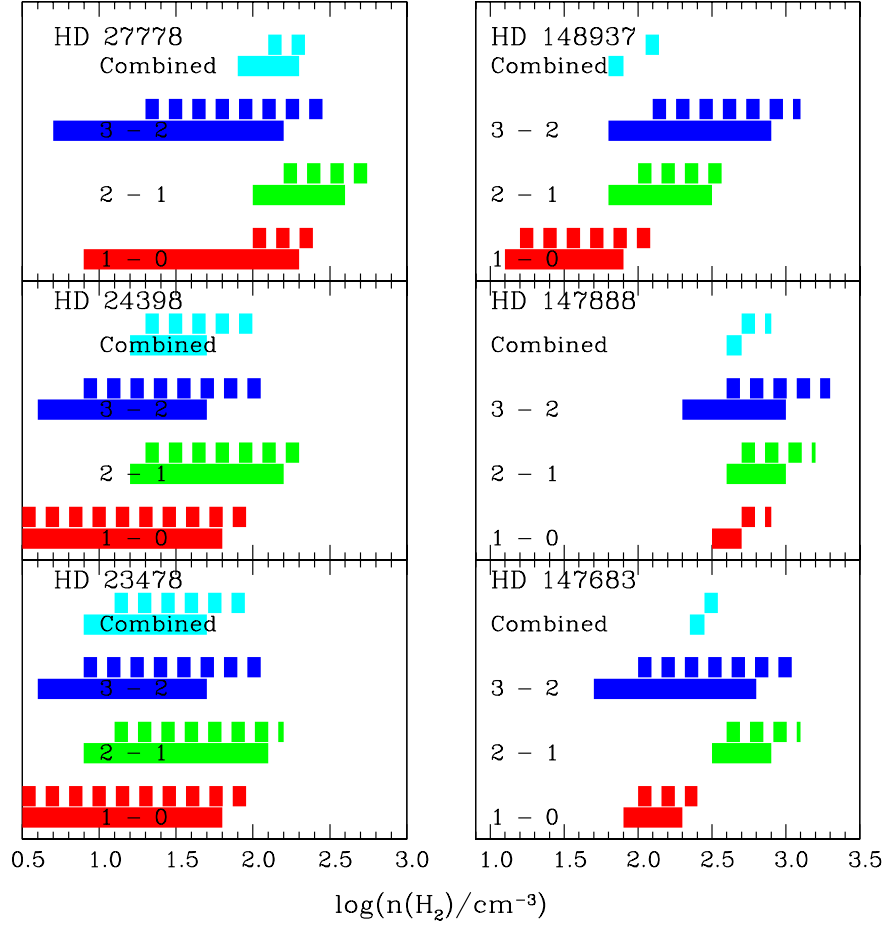 HD 27778
Combined
3 − 2
2 − 1
1 − 0
HD 24398
Combined
3 − 2
2 − 1
1 − 0
HD 23478
Combined
3 − 2
2 − 1
1 − 0
0.5 1.0 1.5 2.0 2.5 3.0
HD 148937
Combined
3 − 2
2 − 1
1 − 0
HD 147888
Combined
3 − 2
2 − 1
1 − 0
HD 147683
Combined
3 − 2
2 − 1
1 − 0
1.0 1.5 2.0 2.5 3.0 3.5
log(n(H₂)/cm⁻³)